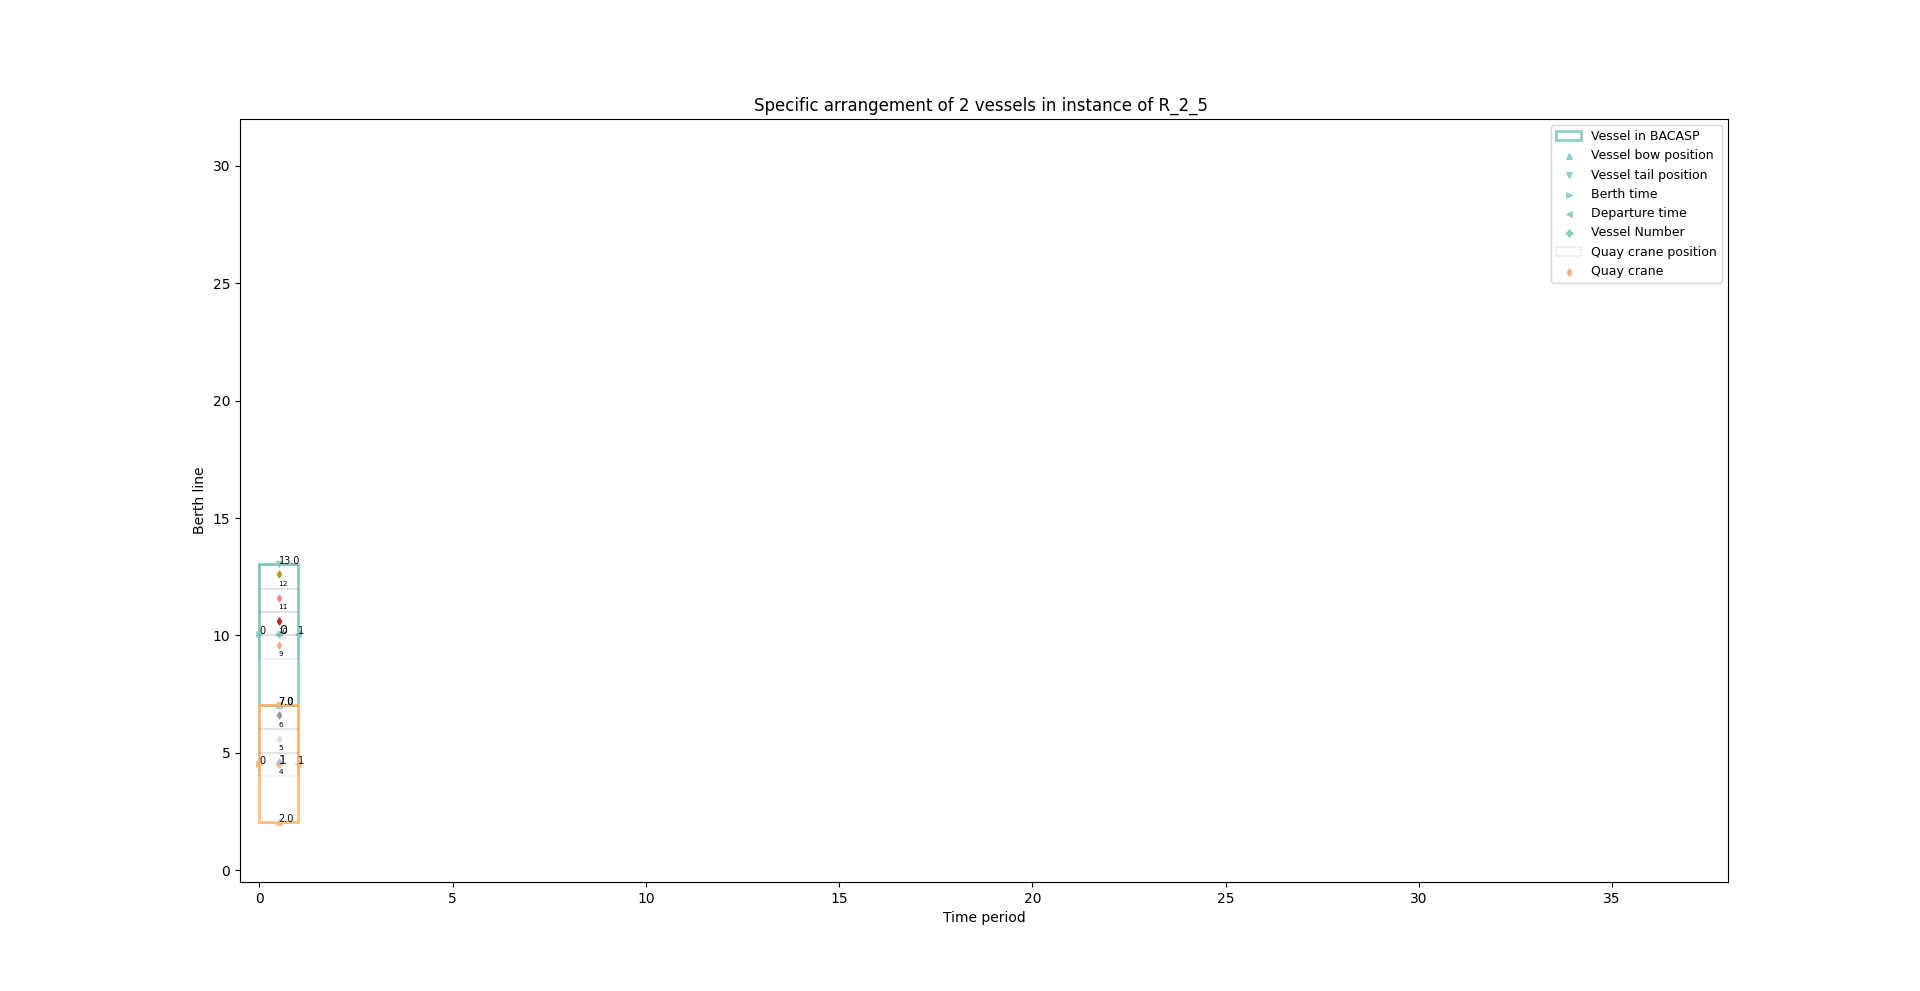 Specific arrangement of 2 vessels in instance of R_2_5
Vessel in BACASP
Vessel bow position
Vessel tail position
Berth time
Departure time
Vessel Number
Quay crane position
Quay crane
30
25
20
15
10
5
0
Berth line
13.0
12
11
0 0 1
9
7.0
6
5
0 1 1
4
2.0
0 5 10 15 20 25 30 35
Time period